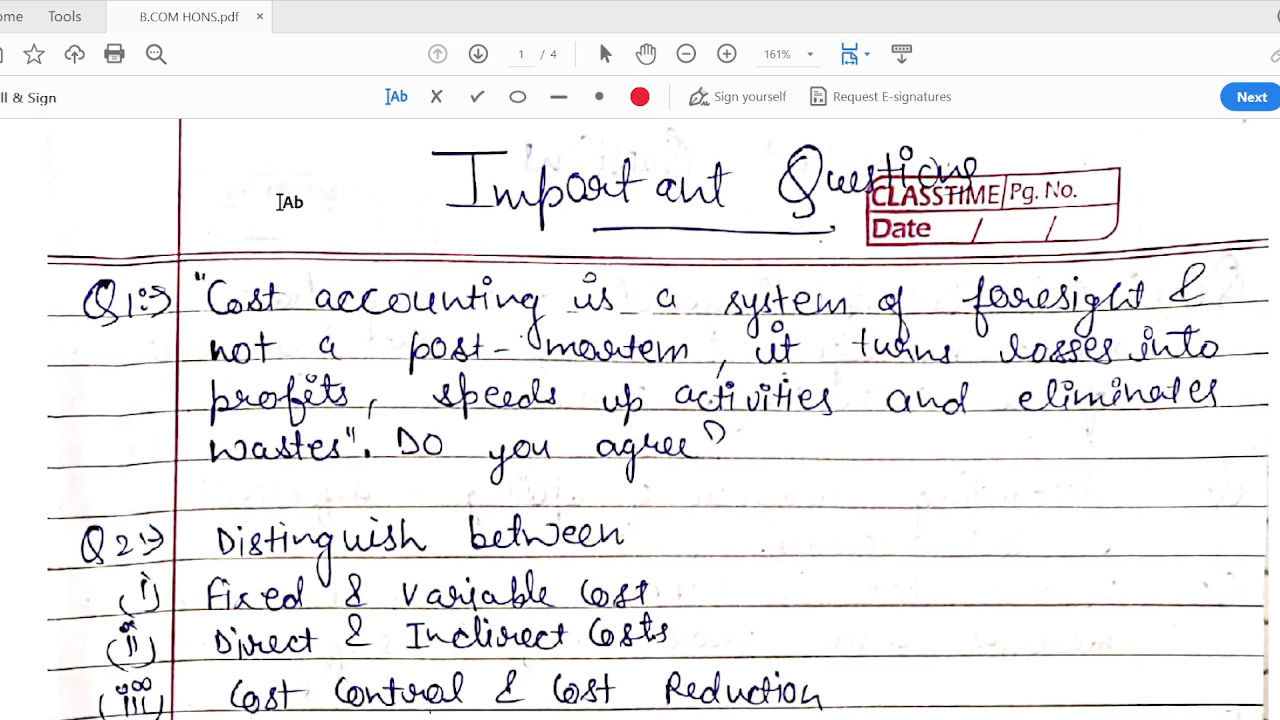 ome Tools B.COM HONS.pdf ×
1 / 4 161%
ll & Sign Ab Sign yourself Request E-signatures Next
Important Questions
CLASSTIME Pg. No.
Date / /
Ab
Q1:→ "Cost accounting is a system of foresight &
not a post-mortem, it turns losses into
profits, speeds up activities and eliminates
wastes". Do you agree?
Q2:→ Distinguish between
(i) Fixed & Variable Cost
(ii) Direct & Indirect Costs
(iii) Cost Control & Cost Reduction